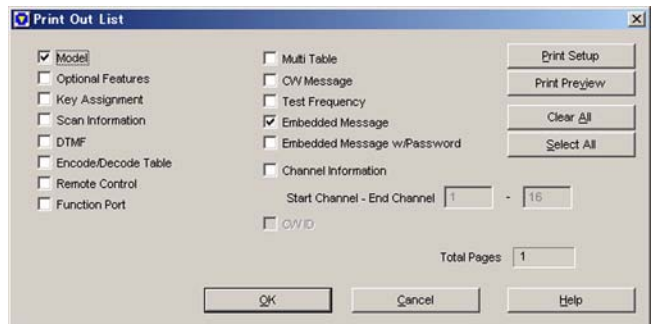 Print Out List
Model
Optional Features
Key Assignment
Scan Information
DTMF
Encode/Decode Table
Remote Control
Function Port
Multi Table
CW Message
Test Frequency
Embedded Message
Embedded Message w/Password
Channel Information
Start Channel - End Channel 1 - 16
CWID
Total Pages 1
Print Setup
Print Preview
Clear All
Select All
OK
Cancel
Help